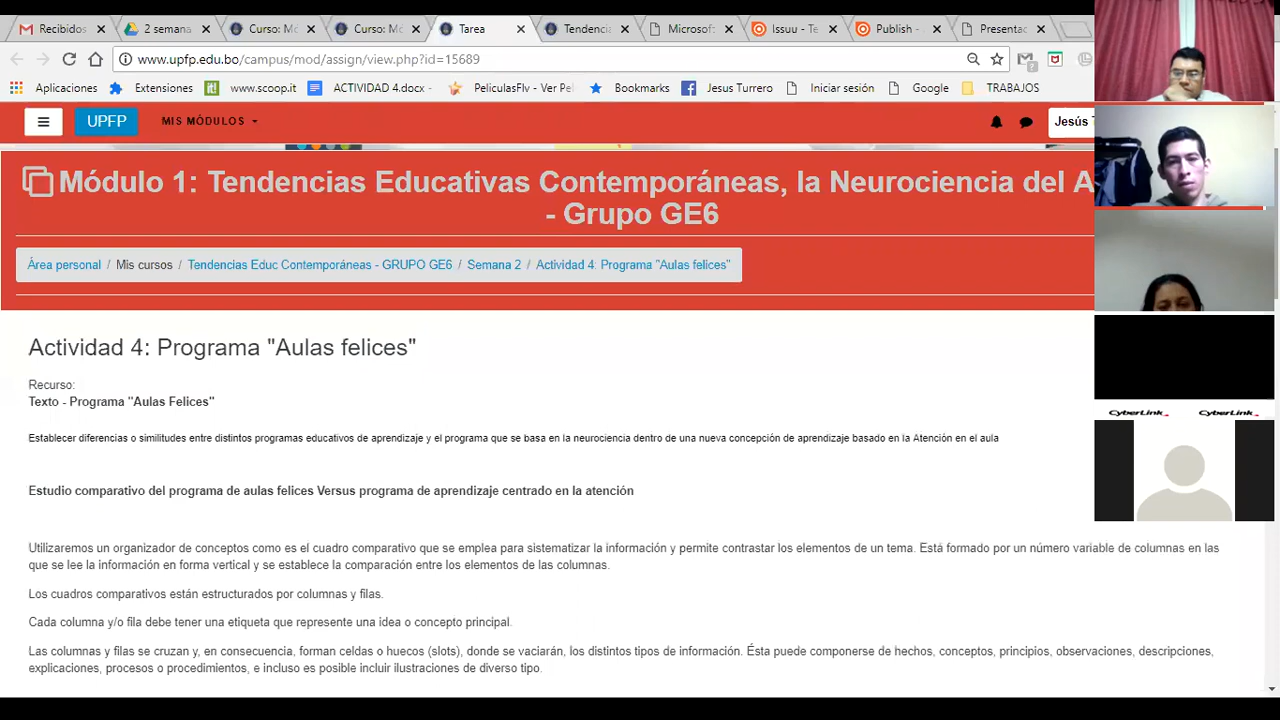 Recibidos
2 semana
Curso: M
Curso: M
Tarea
Tendencia
Microsoft
Issuu - Te
Publish -
Presentac
www.upfp.edu.bo/campus/mod/assign/view.php?id=15689
Aplicaciones
Extensiones
it!
www.scoop.it
ACTIVIDAD 4.docx -
PeliculasFlv - Ver Pel
Bookmarks
Jesus Turrero
Iniciar sesión
Google
TRABAJOS
UPFP
MIS MÓDULOS
Jesús T
Módulo 1: Tendencias Educativas Contemporáneas, la Neurociencia del A
- Grupo GE6
Área personal / Mis cursos / Tendencias Educ Contemporáneas - GRUPO GE6 / Semana 2 / Actividad 4: Programa "Aulas felices"
Actividad 4: Programa "Aulas felices"
Recurso:
Texto - Programa "Aulas Felices"
Establecer diferencias o similitudes entre distintos programas educativos de aprendizaje y el programa que se basa en la neurociencia dentro de una nueva concepción de aprendizaje basado en la Atención en el aula
Estudio comparativo del programa de aulas felices Versus programa de aprendizaje centrado en la atención
Utilizaremos un organizador de conceptos como es el cuadro comparativo que se emplea para sistematizar la información y permite contrastar los elementos de un tema. Está formado por un número variable de columnas en las
que se lee la información en forma vertical y se establece la comparación entre los elementos de las columnas.
Los cuadros comparativos están estructurados por columnas y filas.
Cada columna y/o fila debe tener una etiqueta que represente una idea o concepto principal.
Las columnas y filas se cruzan y, en consecuencia, forman celdas o huecos (slots), donde se vaciarán, los distintos tipos de información. Ésta puede componerse de hechos, conceptos, principios, observaciones, descripciones,
explicaciones, procesos o procedimientos, e incluso es posible incluir ilustraciones de diverso tipo.
CyberLink
CyberLink